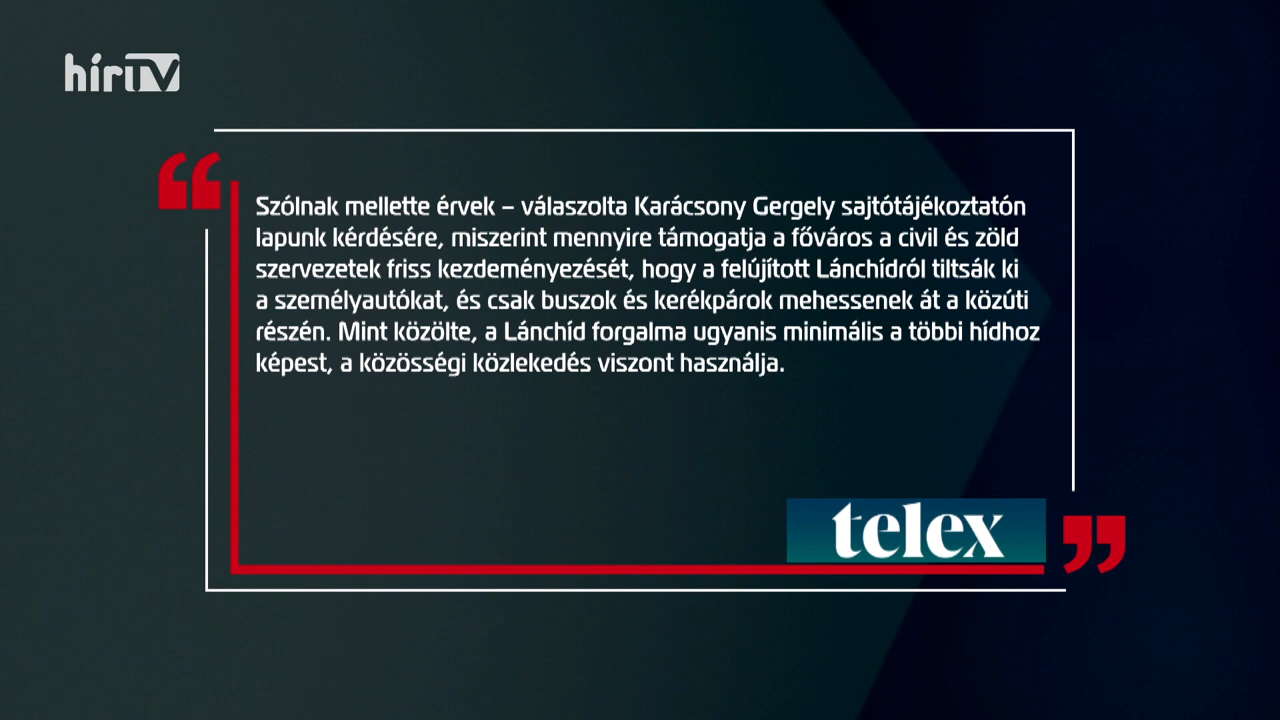 hírTV
Szólnak mellette érvek – válaszolta Karácsony Gergely sajtótájékoztatón
lapunk kérdésére, miszerint mennyire támogatja a főváros a civil és zöld
szervezetek friss kezdeményezését, hogy a felújított Lánchídról tiltsák ki
a személyautókat, és csak buszok és kerékpárok mehessenek át a közúti
részén. Mint közölte, a Lánchíd forgalma ugyanis minimális a többi hídhoz
képest, a közösségi közlekedés viszont használja.
telex